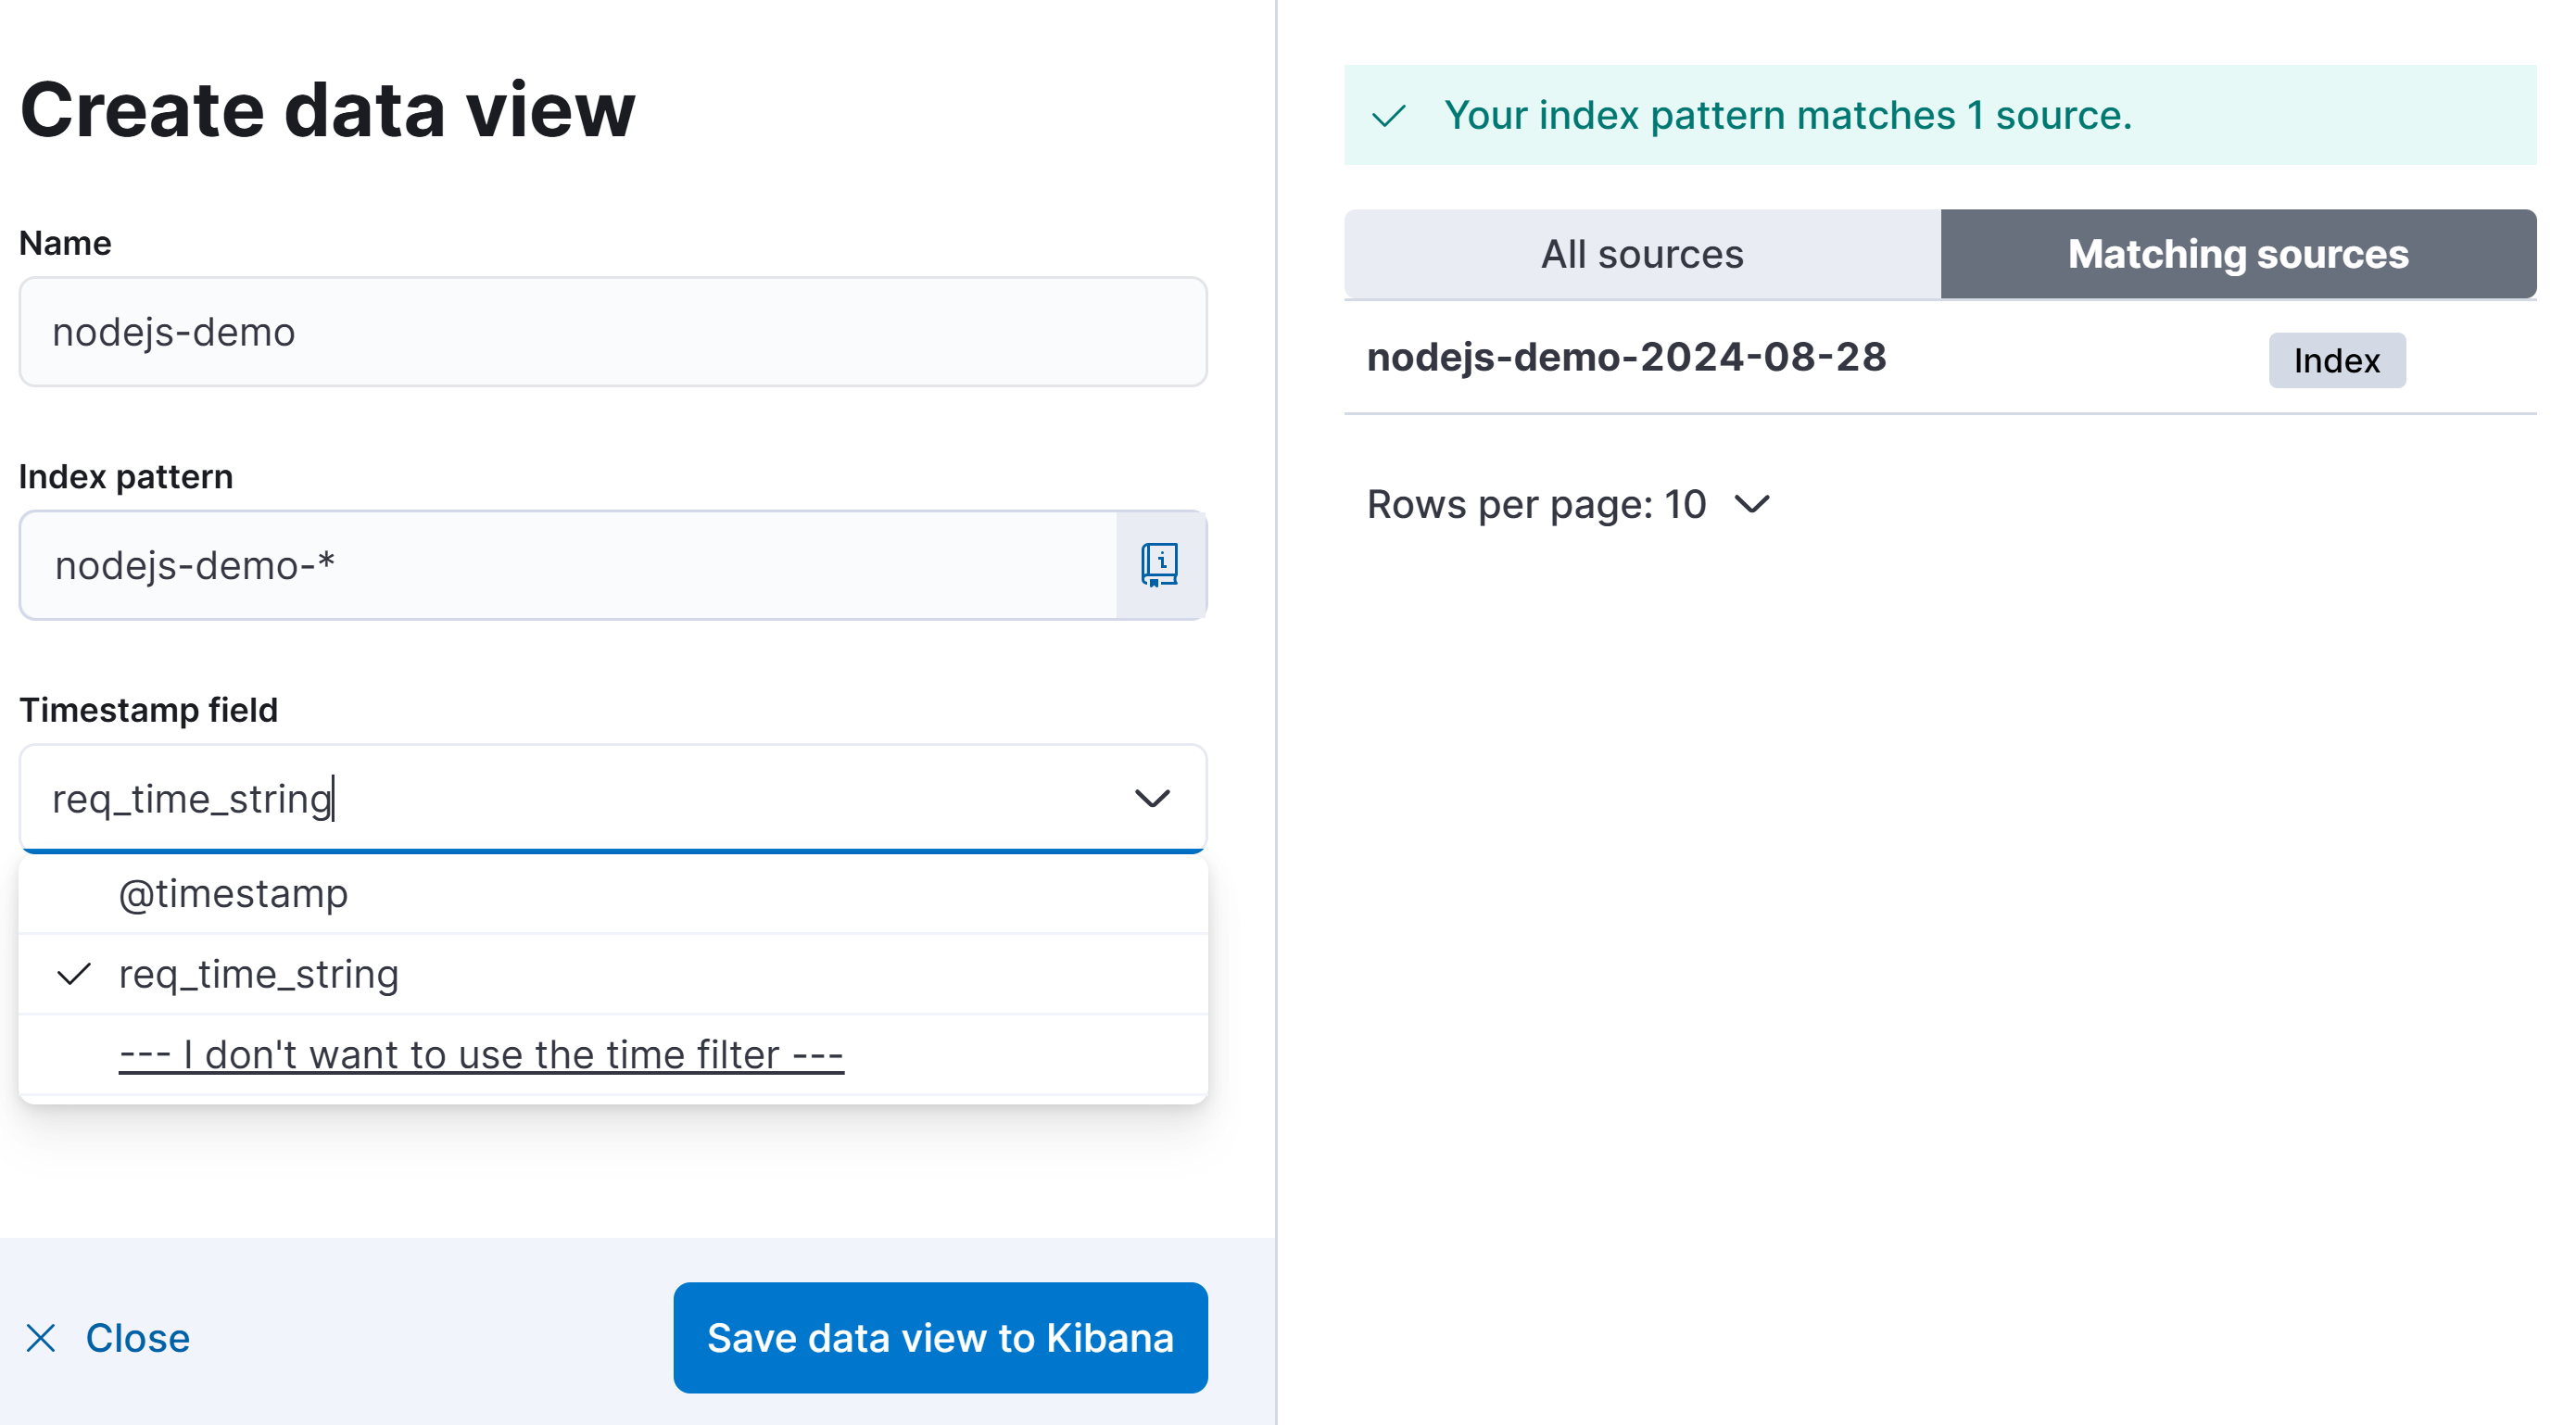 Create data view
Name
nodejs-demo
Index pattern
nodejs-demo-*
Timestamp field
req_time_string
@timestamp
req_time_string
--- I don't want to use the time filter ---
Close
Save data view to Kibana
Your index pattern matches 1 source.
All sources
Matching sources
nodejs-demo-2024-08-28
Index
Rows per page: 10